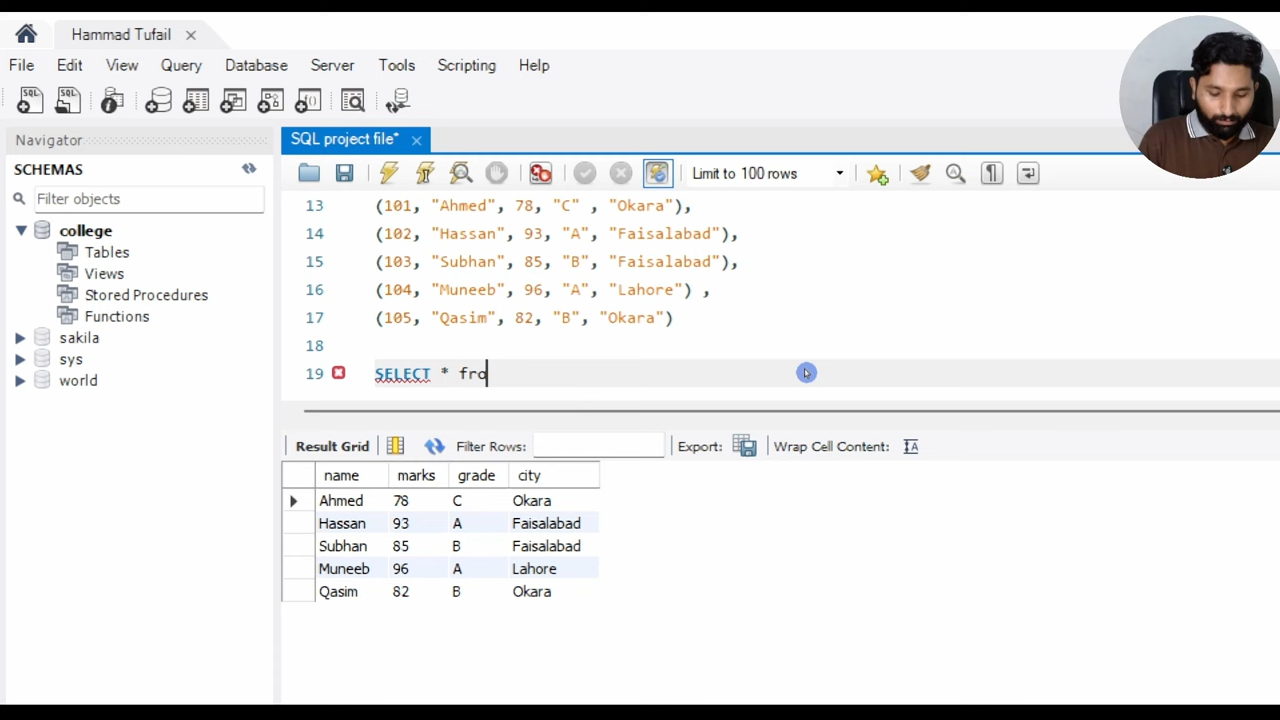 Hammad Tufail
File Edit View Query Database Server Tools Scripting Help
SQL SQL
Navigator
SQL project file*
SCHEMAS
Limit to 100 rows
Filter objects
college
Tables
Views
Stored Procedures
Functions
sakila
sys
world
13 (101, "Ahmed", 78, "C" , "Okara"),
14 (102, "Hassan", 93, "A", "Faisalabad"),
15 (103, "Subhan", 85, "B", "Faisalabad"),
16 (104, "Muneeb", 96, "A", "Lahore") ,
17 (105, "Qasim", 82, "B", "Okara")
18
19 SELECT * fro
Result Grid Filter Rows: Export: Wrap Cell Content:
name marks grade city
Ahmed 78 C Okara
Hassan 93 A Faisalabad
Subhan 85 B Faisalabad
Muneeb 96 A Lahore
Qasim 82 B Okara